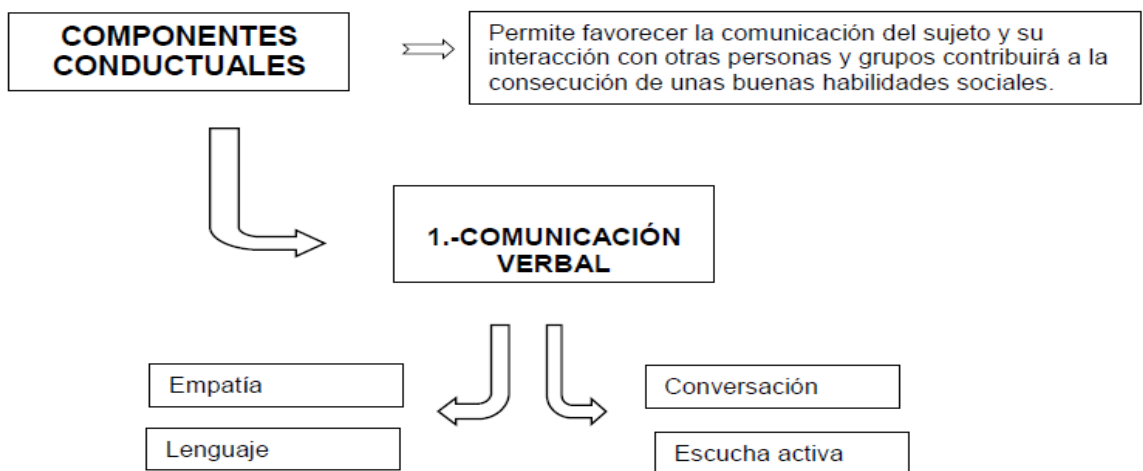 COMPONENTES
CONDUCTUALES
Permite favorecer la comunicación del sujeto y su
interacción con otras personas y grupos contribuirá a la
consecución de unas buenas habilidades sociales.
1.-COMUNICACIÓN
VERBAL
Empatía
Conversación
Lenguaje
Escucha activa